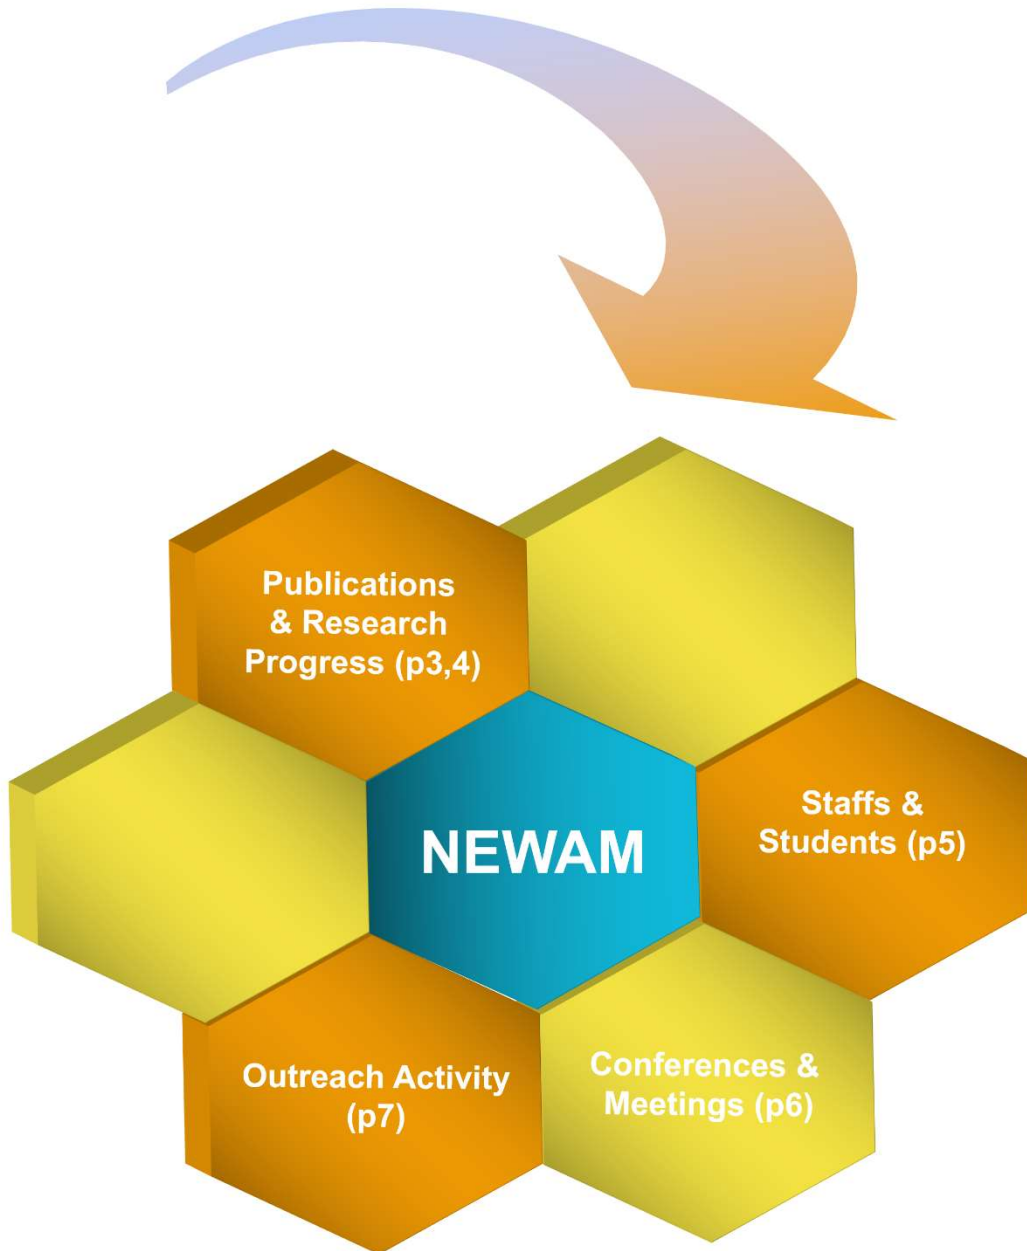 Publications
& Research
Progress (p3,4)
Staffs &
Students (p5)
NEWAM
Outreach Activity
(p7)
Conferences &
Meetings (p6)